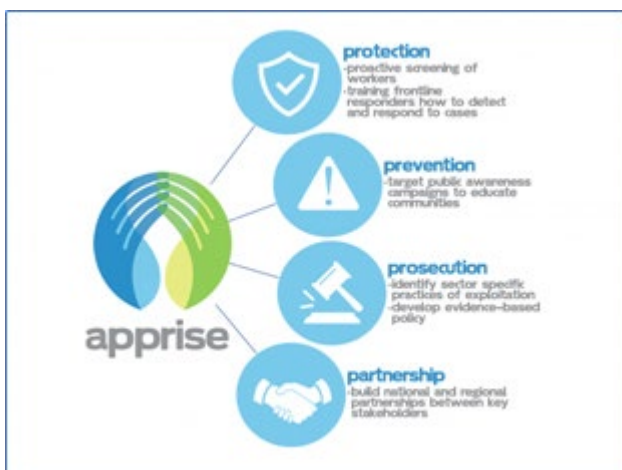 protection
-proactive screening of
workers
-training frontline
responders how to detect
and respond to cases
prevention
-target public awareness
campaigns to educate
communities
prosecution
-identify sector specific
practices of exploitation
-develop evidence-based
policy
apprise
partnership
-build national and regional
partnerships between key
stakeholders